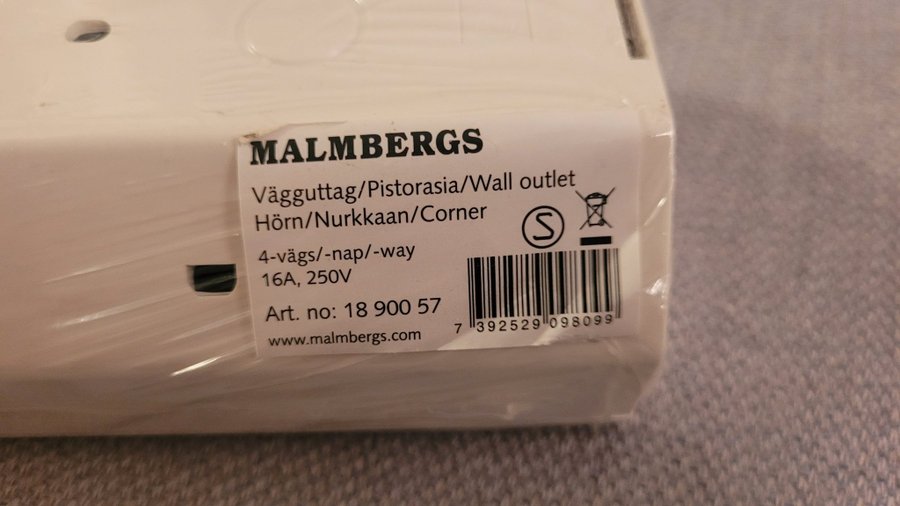 MALMBERGS
Vägguttag/Pistorasia/Wall outlet
Hörn/Nurkkaan/Corner
S
4-vägs/-nap/-way
16A, 250V
Art. no: 18 900 57
www.malmbergs.com
7 392529 098099